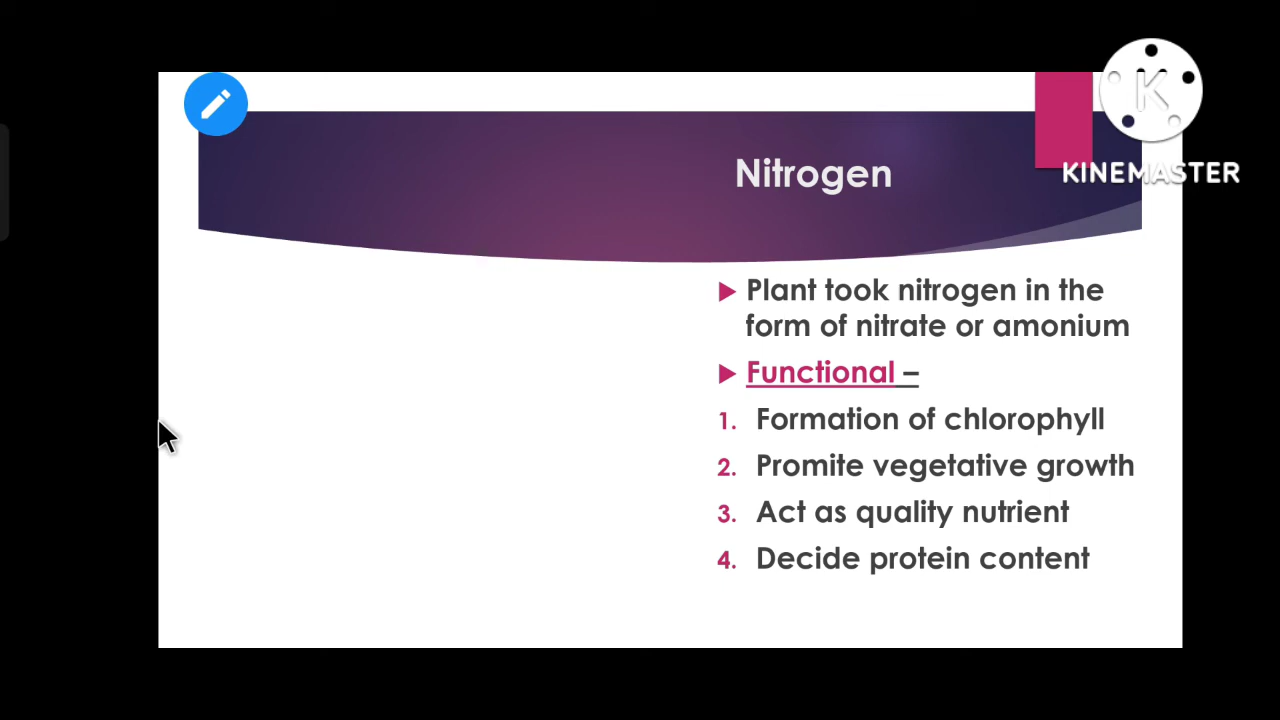 K
KINEMASTER
Nitrogen
Plant took nitrogen in the
form of nitrate or amonium
Functional –
1. Formation of chlorophyll
2. Promite vegetative growth
3. Act as quality nutrient
4. Decide protein content